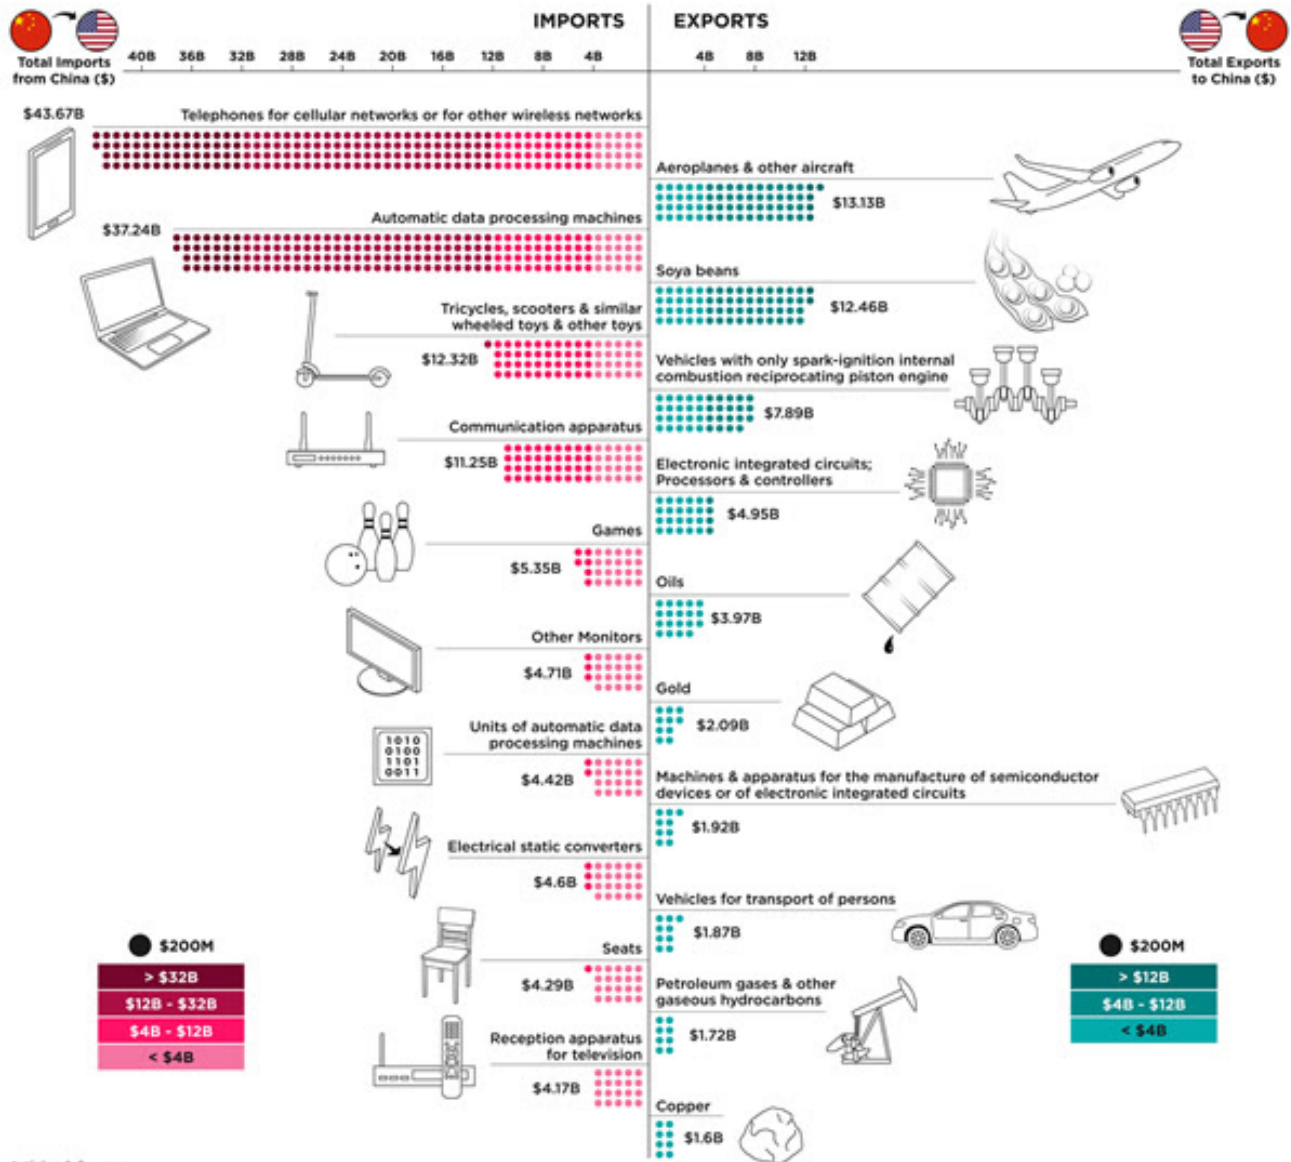 IMPORTS
EXPORTS
Total Imports
from China ($)
40B 36B 32B 28B 24B 20B 16B 12B 8B 4B
4B 8B 12B
Total Exports
to China ($)
$43.67B
Telephones for cellular networks or for other wireless networks
Automatic data processing machines
$37.24B
Tricycles, scooters & similar
wheeled toys & other toys
$12.32B
Communication apparatus
$11.25B
Games
$5.35B
Other Monitors
$4.71B
Units of automatic data
processing machines
1010
0100
1101
0011
$4.42B
Electrical static converters
$4.6B
Seats
$4.29B
Reception apparatus
for television
$4.17B
$200M
> $32B
$12B - $32B
$4B - $12B
< $4B
Aeroplanes & other aircraft
$13.13B
Soya beans
$12.46B
Vehicles with only spark-ignition internal
combustion reciprocating piston engine
$7.89B
Electronic integrated circuits;
Processors & controllers
$4.95B
Oils
$3.97B
Gold
$2.09B
Machines & apparatus for the manufacture of semiconductor
devices or of electronic integrated circuits
$1.92B
Vehicles for transport of persons
$1.87B
Petroleum gases & other
gaseous hydrocarbons
$1.72B
Copper
$1.6B
$200M
> $12B
$4B - $12B
< $4B